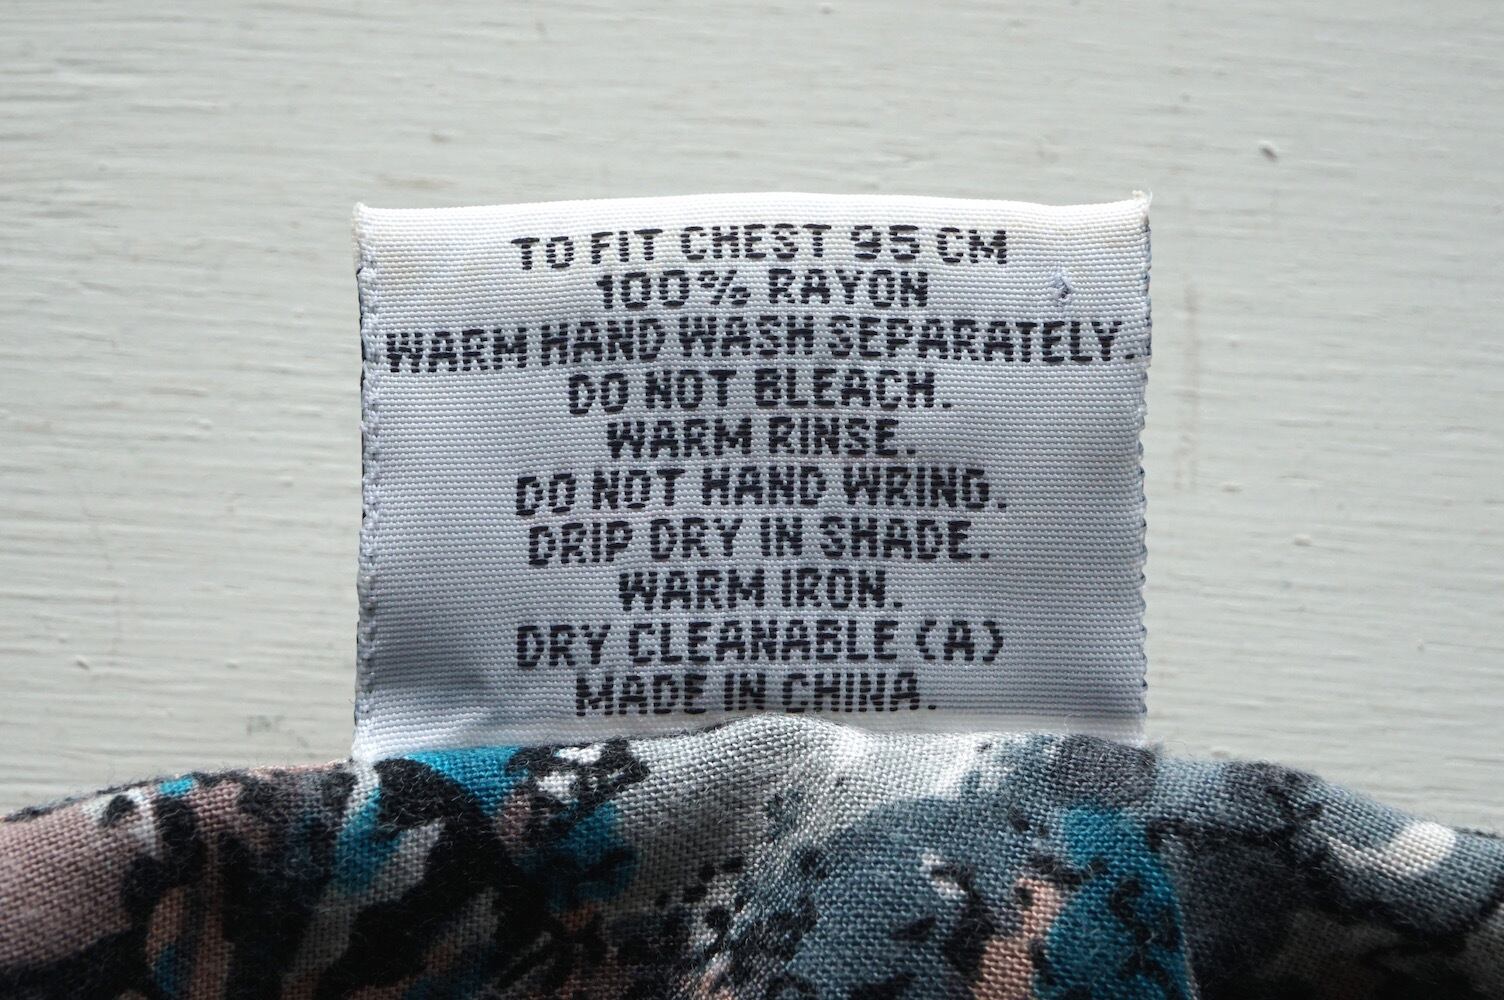 TO FIT CHEST 95 CM
100% RAYON
WARM HAND WASH SEPARATELY.
DO NOT BLEACH.
WARM RINSE.
DO NOT HAND WRING.
DRIP DRY IN SHADE.
WARM IRON.
DRY CLEANABLE (A)
MADE IN CHINA.